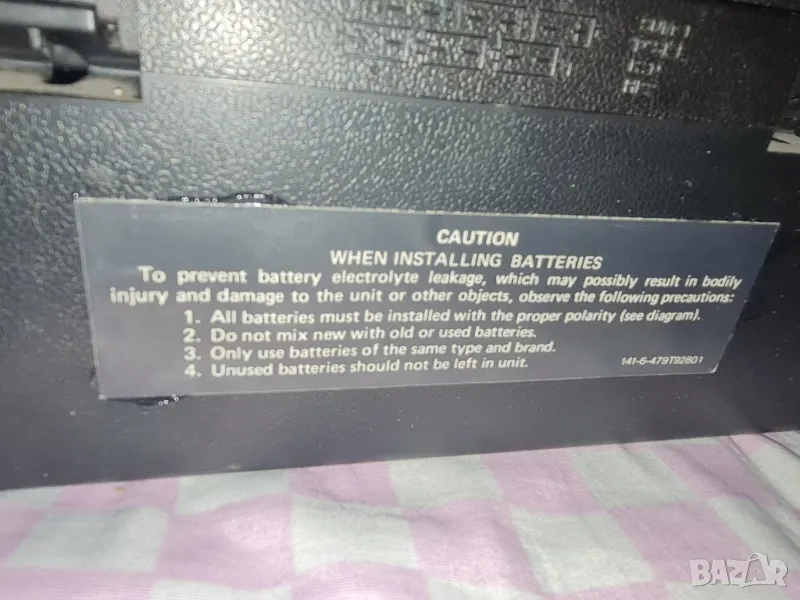 CAUTION
WHEN INSTALLING BATTERIES
To prevent battery electrolyte leakage, which may possibly result in bodily
injury and damage to the unit or other objects, observe the following precautions:
1. All batteries must be installed with the proper polarity (see diagram).
2. Do not mix new with old or used batteries.
3. Only use batteries of the same type and brand.
4. Unused batteries should not be left in unit.
141-6-479T92601
BAZAR